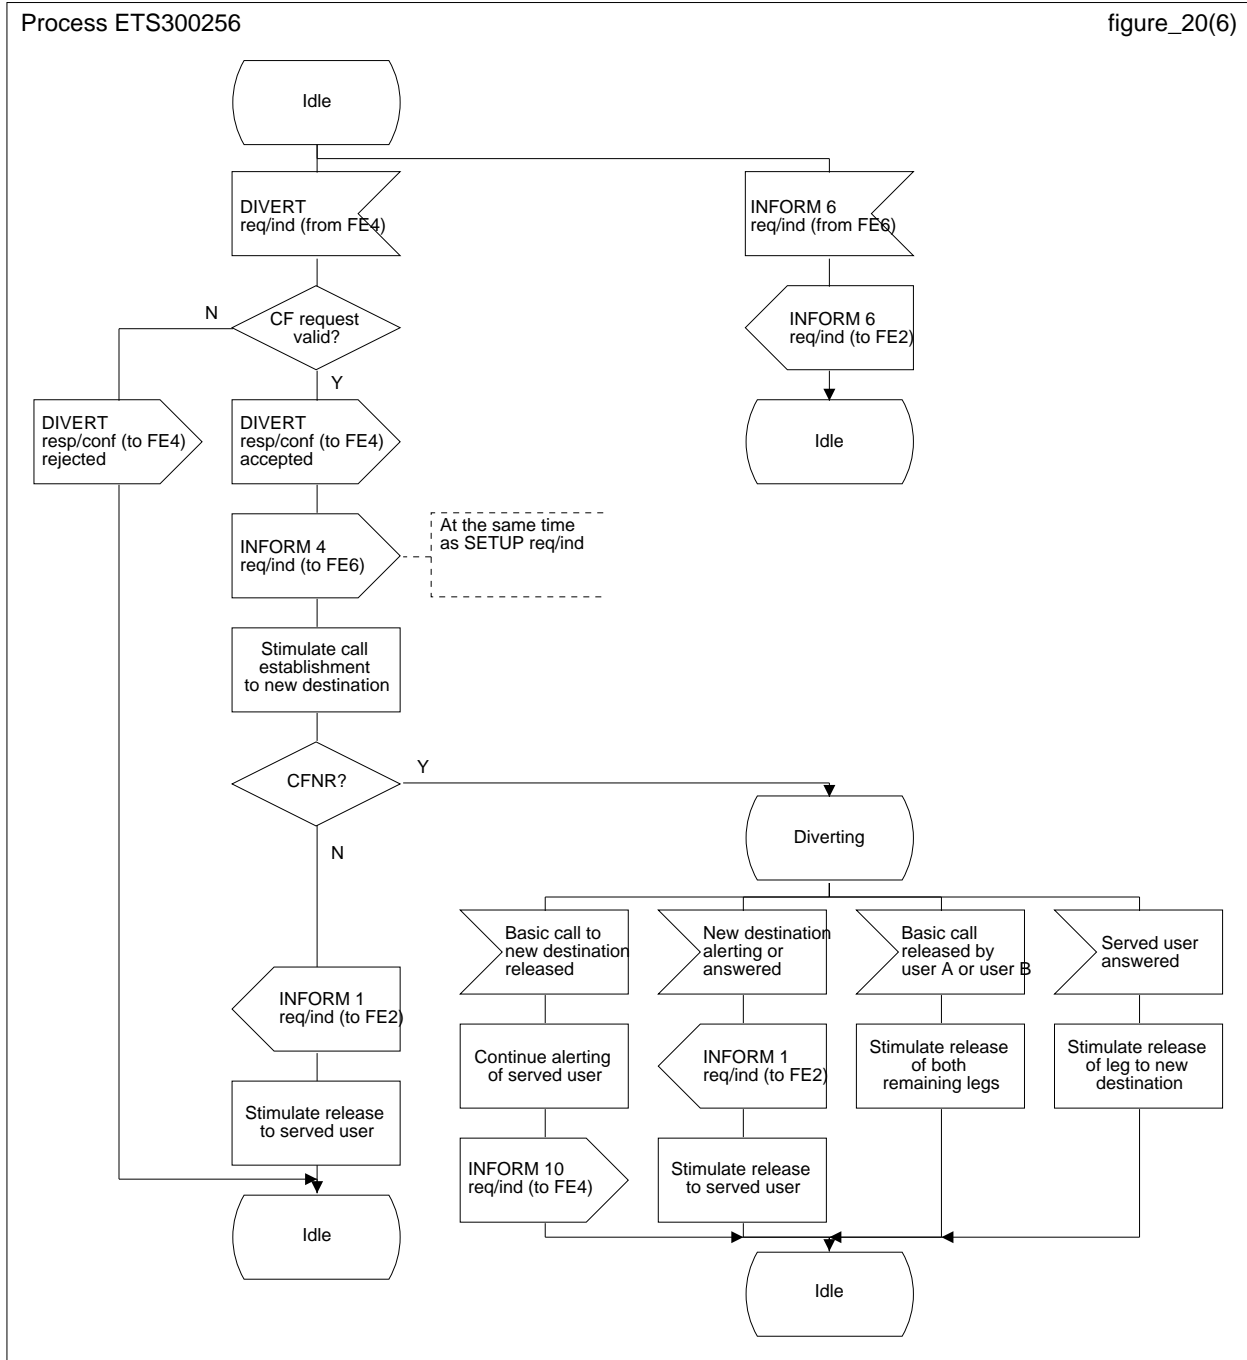 Process ETS300256
figure_20(6)
Idle
DIVERT
req/ind (from FE4)
INFORM 6
req/ind (from FE6)
N
CF request
valid?
Y
INFORM 6
req/ind (to FE2)
DIVERT
resp/conf (to FE4)
rejected
DIVERT
resp/conf (to FE4)
accepted
Idle
INFORM 4
req/ind (to FE6)
At the same time
as SETUP req/ind
Stimulate call
establishment
to new destination
CFNR?
Y
N
Diverting
Basic call to
new destination
released
New destination
alerting or
answered
Basic call
released by
user A or user B
Served user
answered
INFORM 1
req/ind (to FE2)
Continue alerting
of served user
INFORM 1
req/ind (to FE2)
Stimulate release
of both
remaining legs
Stimulate release
of leg to new
destination
Stimulate release
to served user
INFORM 10
req/ind (to FE4)
Stimulate release
to served user
Idle
Idle